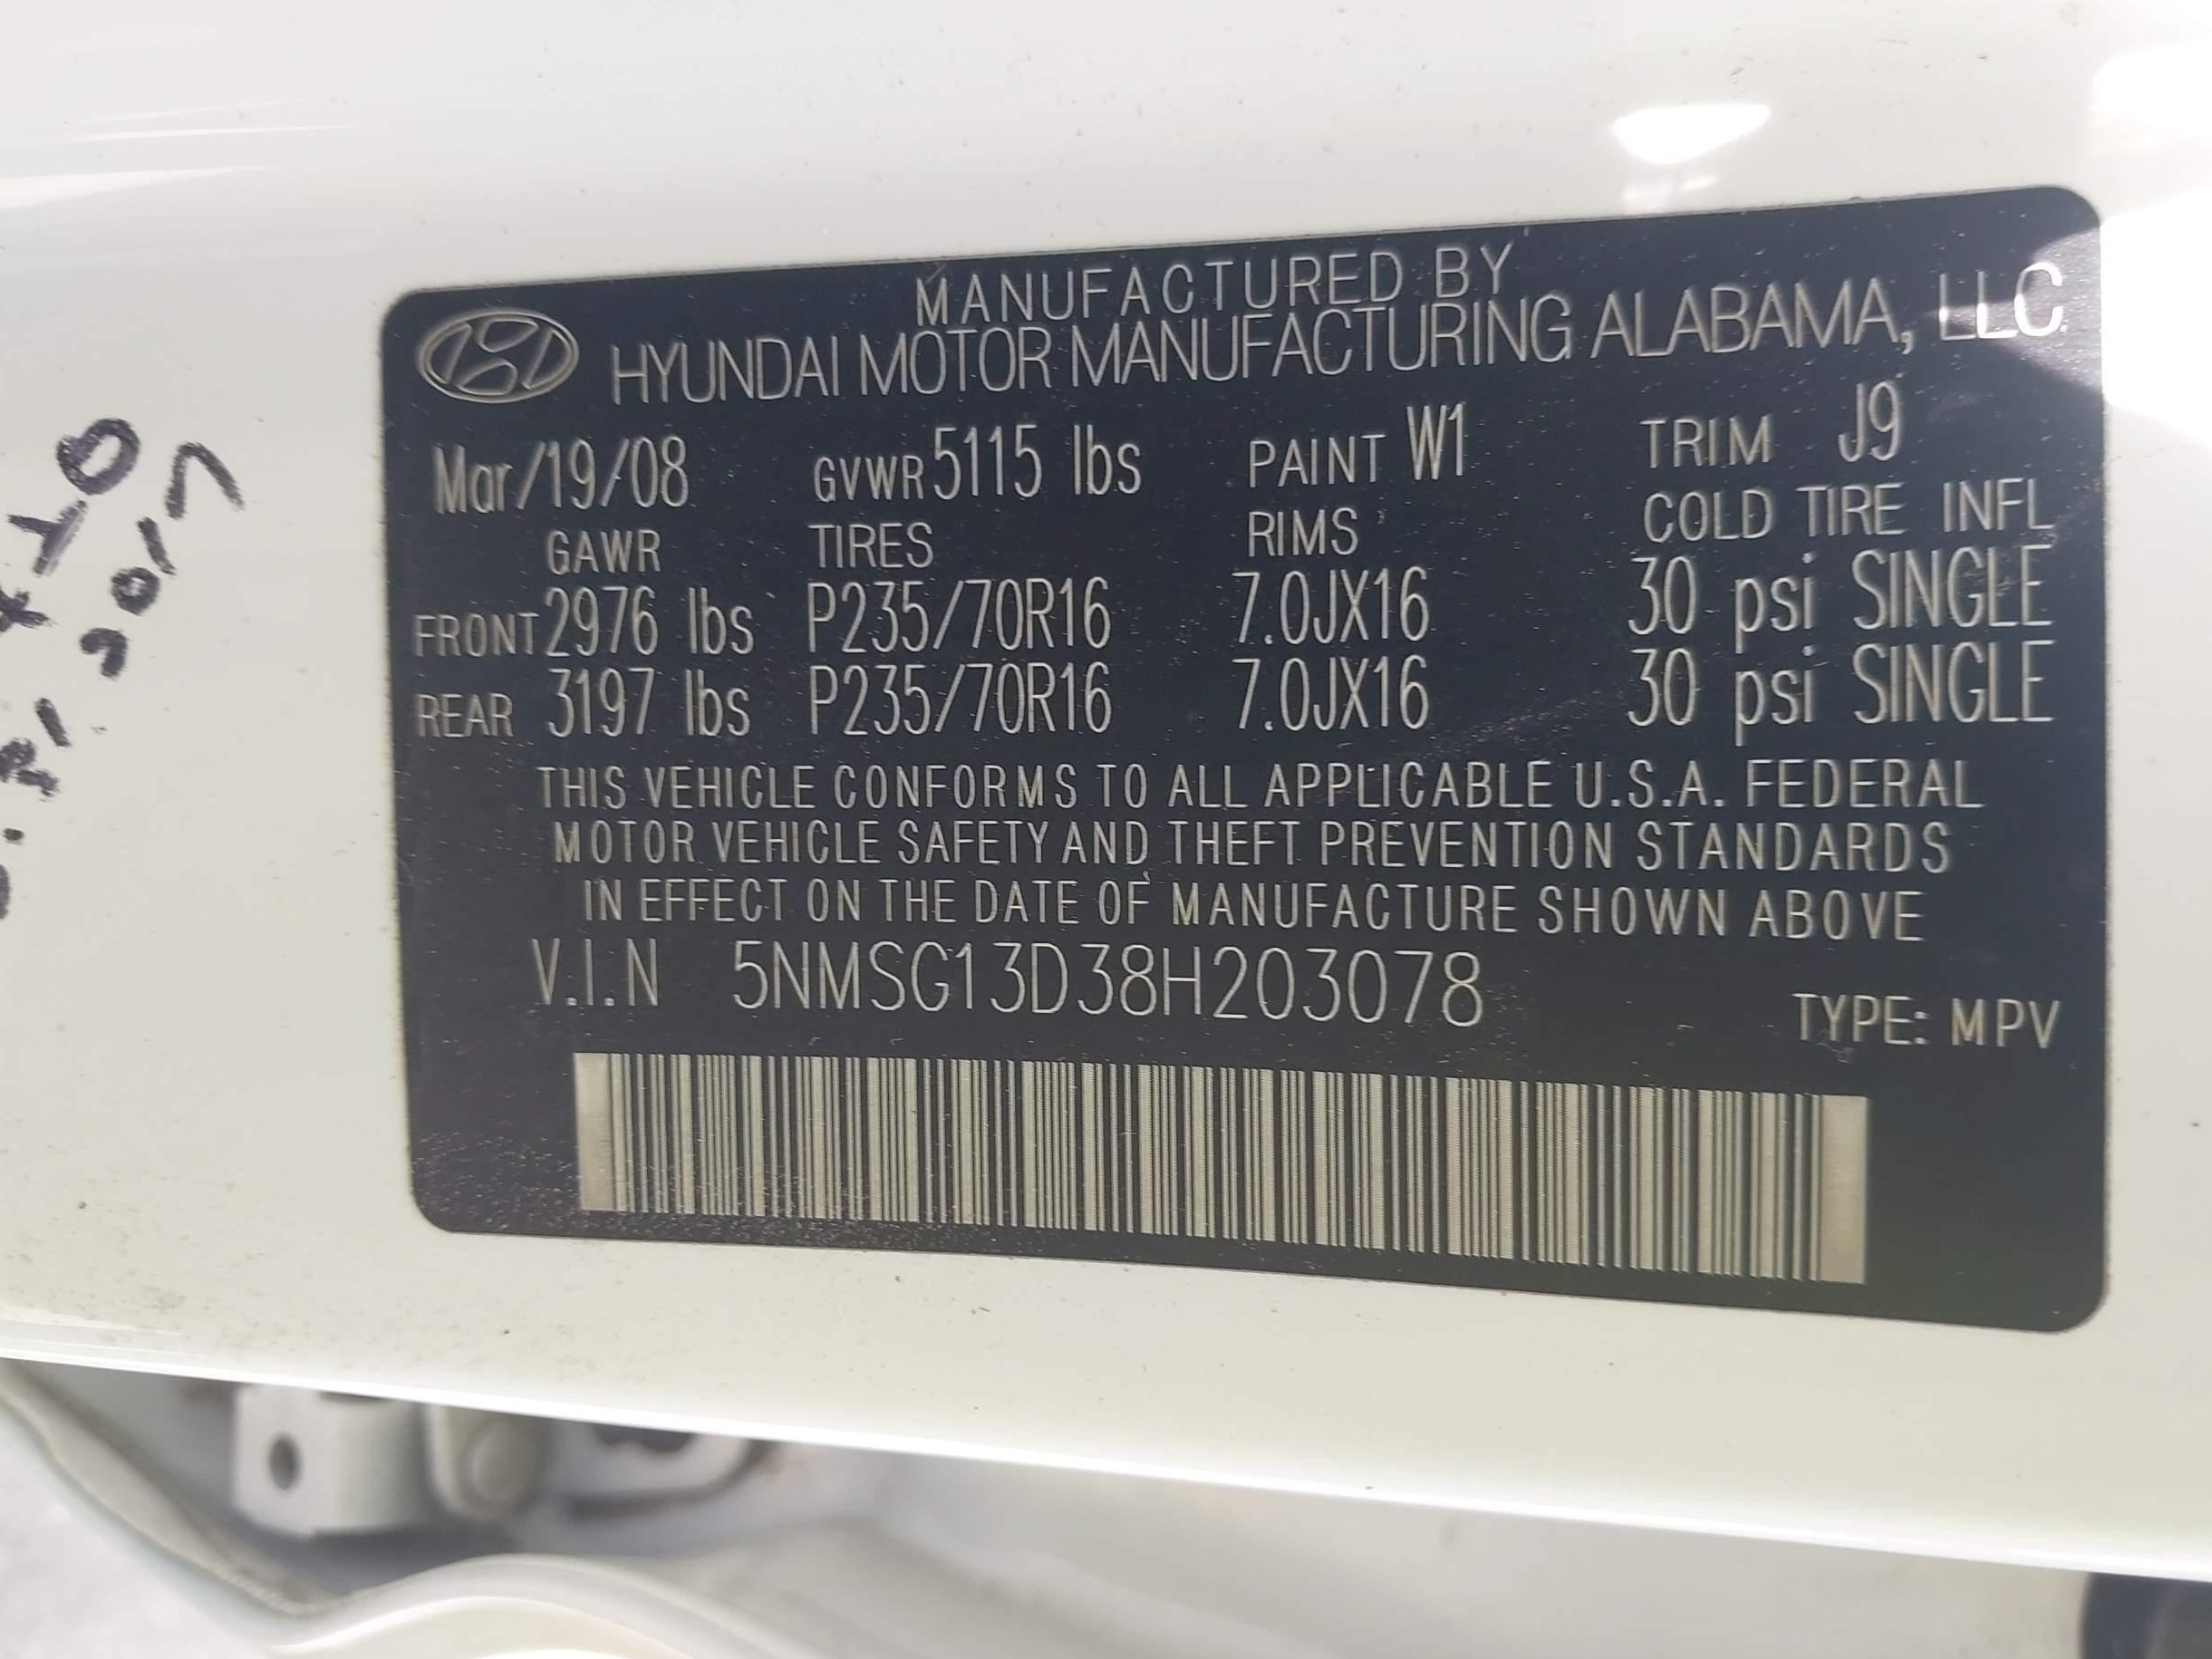 MANUFACTURED BY
HYUNDAI MOTOR MANUFACTURING ALABAMA, LLC
Mar/19/08 GVWR 5115 lbs PAINT W1 TRIM J9
GAWR TIRES RIMS COLD TIRE INFL
FRONT 2976 lbs P235/70R16 7.0JX16 30 psi SINGLE
REAR 3197 lbs P235/70R16 7.0JX16 30 psi SINGLE
THIS VEHICLE CONFORMS TO ALL APPLICABLE U.S.A. FEDERAL
MOTOR VEHICLE SAFETY AND THEFT PREVENTION STANDARDS
IN EFFECT ON THE DATE OF MANUFACTURE SHOWN ABOVE
V.I.N 5NMSG13D38H203078
TYPE: MPV